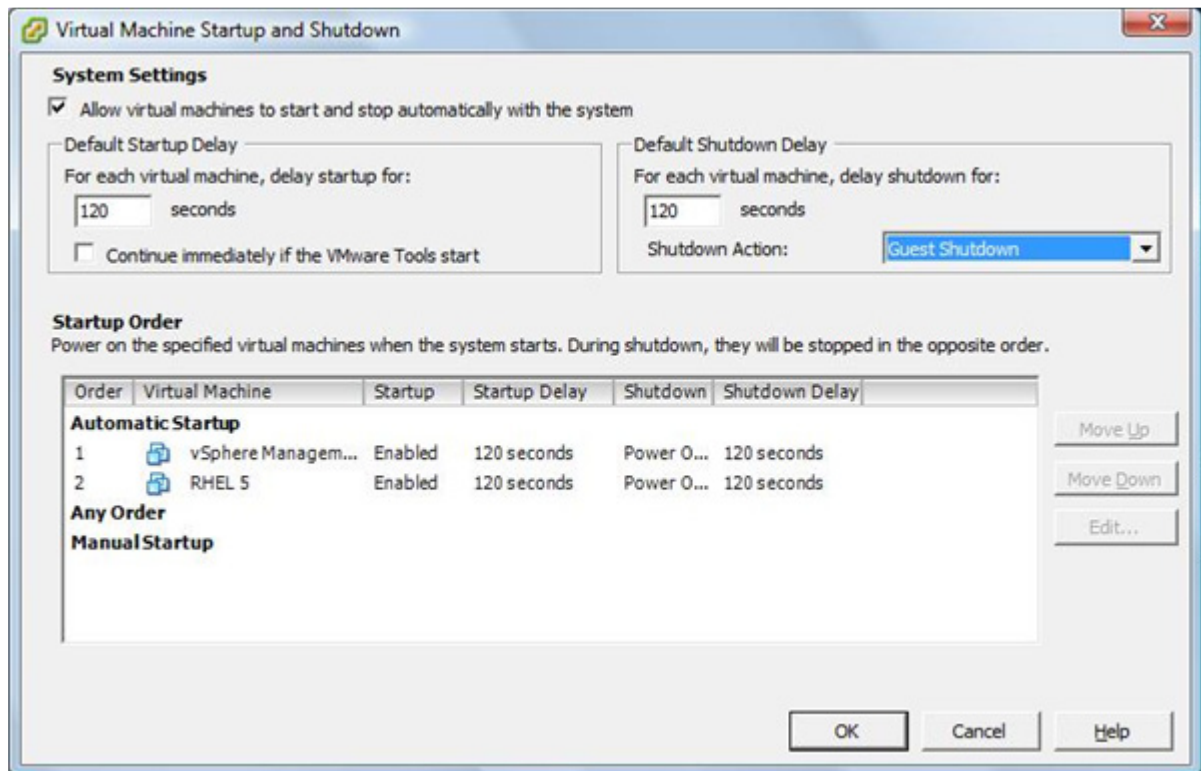 Virtual Machine Startup and Shutdown
System Settings
Allow virtual machines to start and stop automatically with the system
Default Startup Delay
For each virtual machine, delay startup for:
120 seconds
Continue immediately if the VMware Tools start
Default Shutdown Delay
For each virtual machine, delay shutdown for:
120 seconds
Shutdown Action: Guest Shutdown
Startup Order
Power on the specified virtual machines when the system starts. During shutdown, they will be stopped in the opposite order.
Order Virtual Machine Startup Startup Delay Shutdown Shutdown Delay
Automatic Startup
1 vSphere Managem... Enabled 120 seconds Power O... 120 seconds
2 RHEL 5 Enabled 120 seconds Power O... 120 seconds
Any Order
Manual Startup
Move Up
Move Down
Edit...
OK Cancel Help